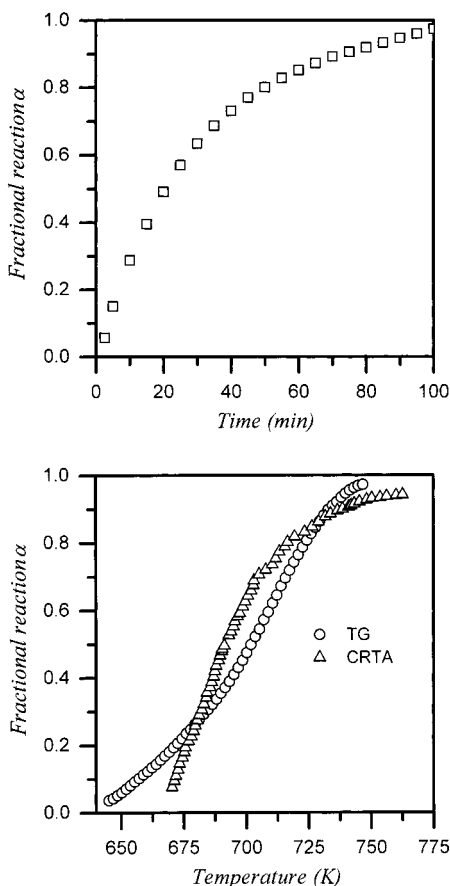 1.0
0.8
0.6
0.4
0.2
0.0
Fractional reaction α
0 20 40 60 80 100
Time (min)
1.0
0.8
0.6
0.4
0.2
0.0
Fractional reaction α
TG
CRTA
650 675 700 725 750 775
Temperature (K)